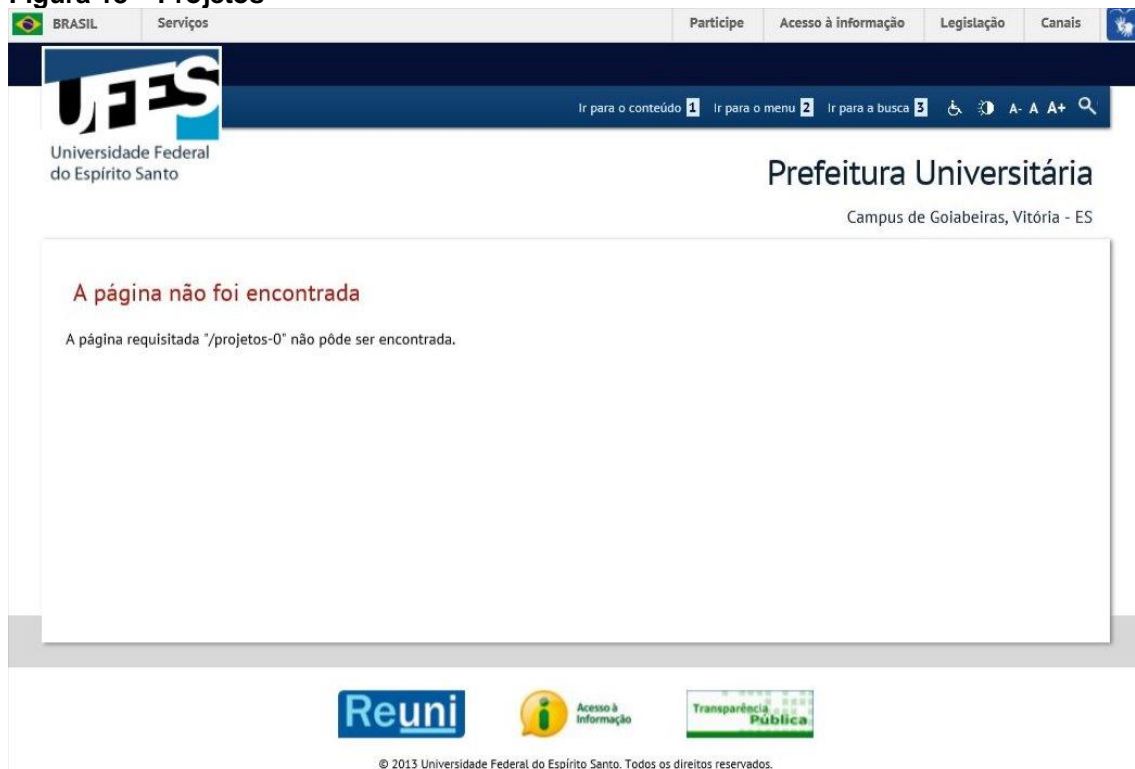 BRASIL Serviços Participe Acesso à informação Legislação Canais
UFES
Ir para o conteúdo 1 Ir para o menu 2 Ir para a busca 3 A- A A+
Universidade Federal
do Espírito Santo
Prefeitura Universitária
Campus de Goiabeiras, Vitória - ES
A página não foi encontrada
A página requisitada "/projetos-0" não pôde ser encontrada.
Reuni
Acesso à
Informação
Transparência
Pública
© 2013 Universidade Federal do Espírito Santo. Todos os direitos reservados.